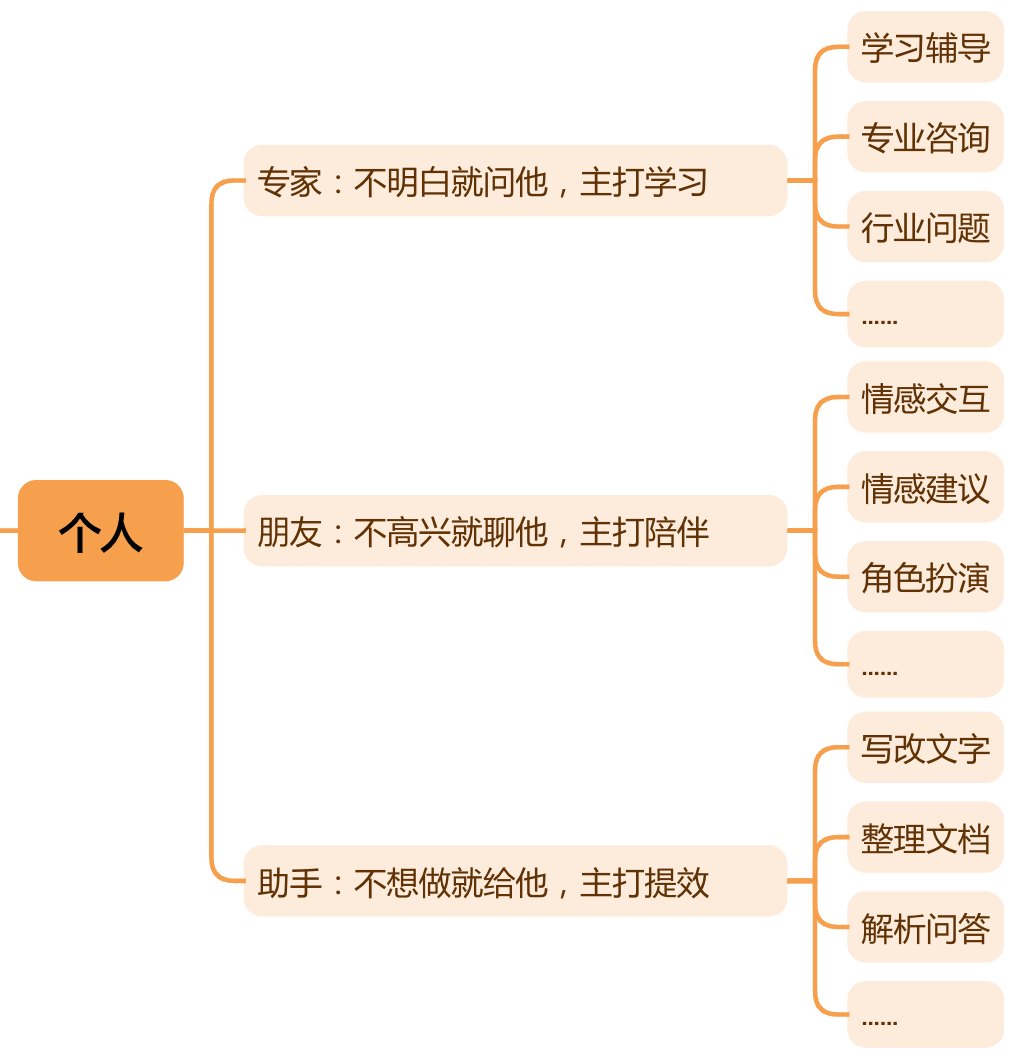 个人
专家：不明白就问他，主打学习
学习辅导
专业咨询
行业问题
……
朋友：不高兴就聊他，主打陪伴
情感交互
情感建议
角色扮演
……
助手：不想做就给他，主打提效
写改文字
整理文档
解析问答
……